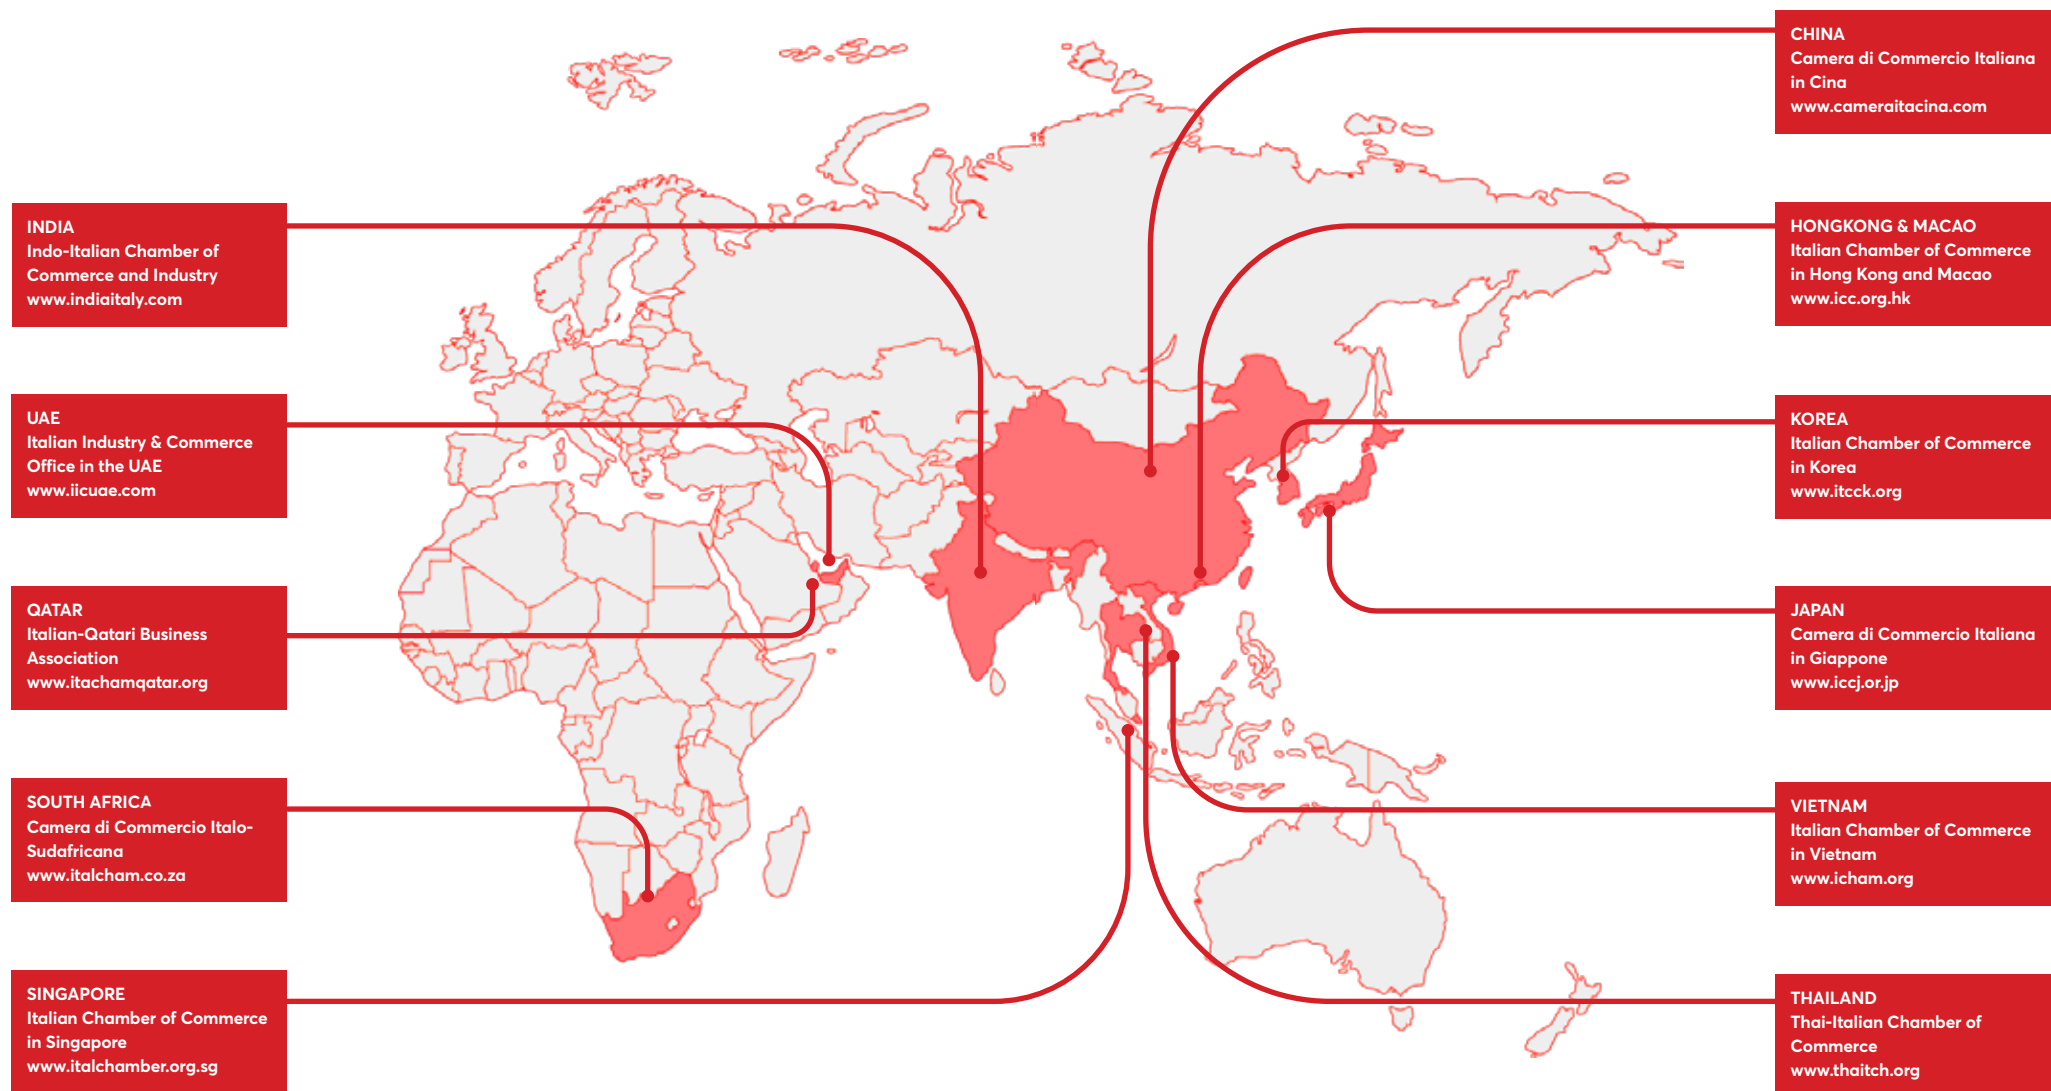 INDIA
Indo-Italian Chamber of
Commerce and Industry
www.indiaitaly.com
UAE
Italian Industry & Commerce
Office in the UAE
www.iicuae.com
QATAR
Italian-Qatari Business
Association
www.itachamqatar.org
SOUTH AFRICA
Camera di Commercio Italo-
Sudafricana
www.italcham.co.za
SINGAPORE
Italian Chamber of Commerce
in Singapore
www.italchamber.org.sg
CHINA
Camera di Commercio Italiana
in Cina
www.cameraitacina.com
HONGKONG & MACAO
Italian Chamber of Commerce
in Hong Kong and Macao
www.icc.org.hk
KOREA
Italian Chamber of Commerce
in Korea
www.itcck.org
JAPAN
Camera di Commercio Italiana
in Giappone
www.iccj.or.jp
VIETNAM
Italian Chamber of Commerce
in Vietnam
www.icham.org
THAILAND
Thai-Italian Chamber of
Commerce
www.thaitch.org